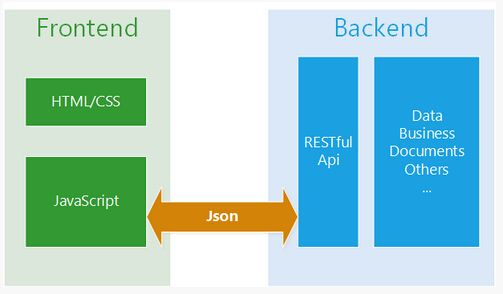 Frontend
HTML/CSS
JavaScript
Json
Backend
RESTful
Api
Data
Business
Documents
Others
...